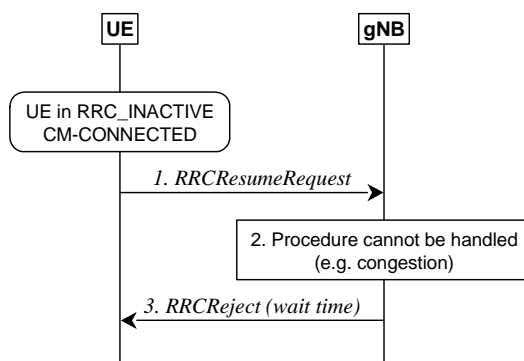 UE
gNB
UE in RRC_INACTIVE
CM-CONNECTED
1. RRCResumeRequest
2. Procedure cannot be handled
(e.g. congestion)
3. RRCReject (wait time)